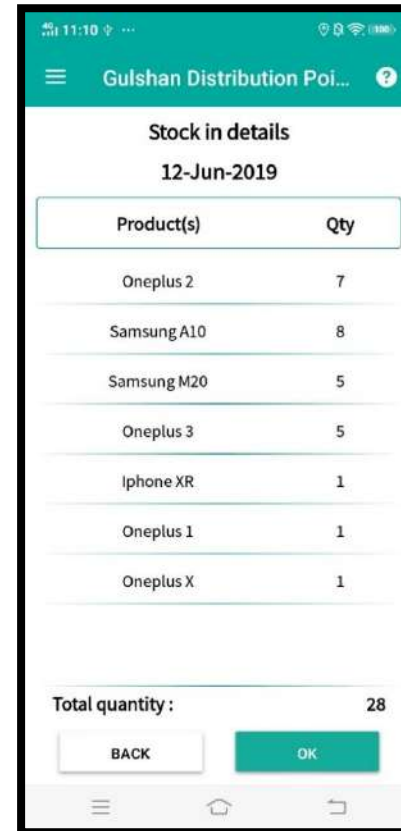 4G 11:10 ... 100
Gulshan Distribution Poi... ?
Stock in details
12-Jun-2019
Product(s) Qty
Oneplus 2 7
Samsung A10 8
Samsung M20 5
Oneplus 3 5
Iphone XR 1
Oneplus 1 1
Oneplus X 1
Total quantity : 28
BACK OK